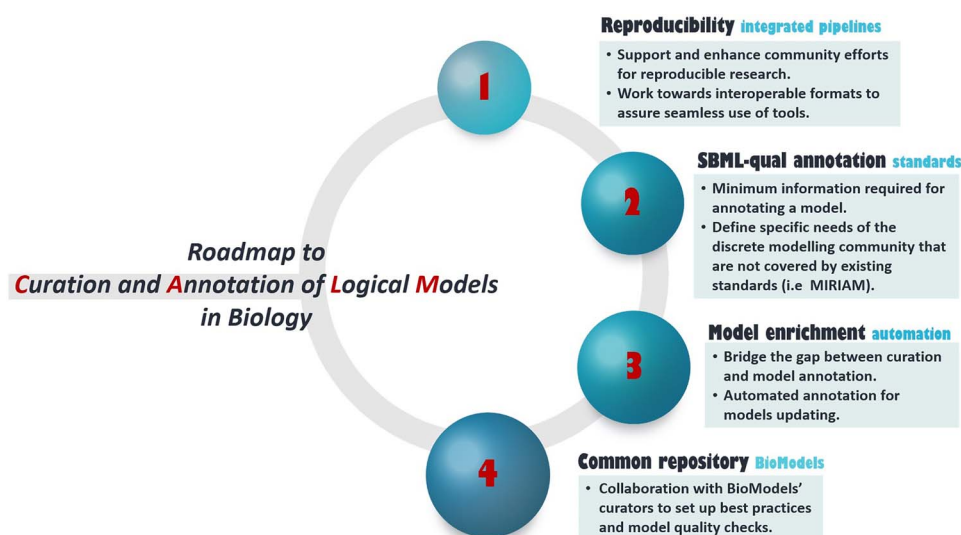 Roadmap to
Curation and Annotation of Logical Models
in Biology
1
Reproducibility integrated pipelines
• Support and enhance community efforts
for reproducible research.
• Work towards interoperable formats to
assure seamless use of tools.
2
SBML-qual annotation standards
• Minimum information required for
annotating a model.
• Define specific needs of the
discrete modelling community that
are not covered by existing
standards (i.e MIRIAM).
3
Model enrichment automation
• Bridge the gap between curation
and model annotation.
• Automated annotation for
models updating.
4
Common repository BioModels
• Collaboration with BioModels’
curators to set up best practices
and model quality checks.